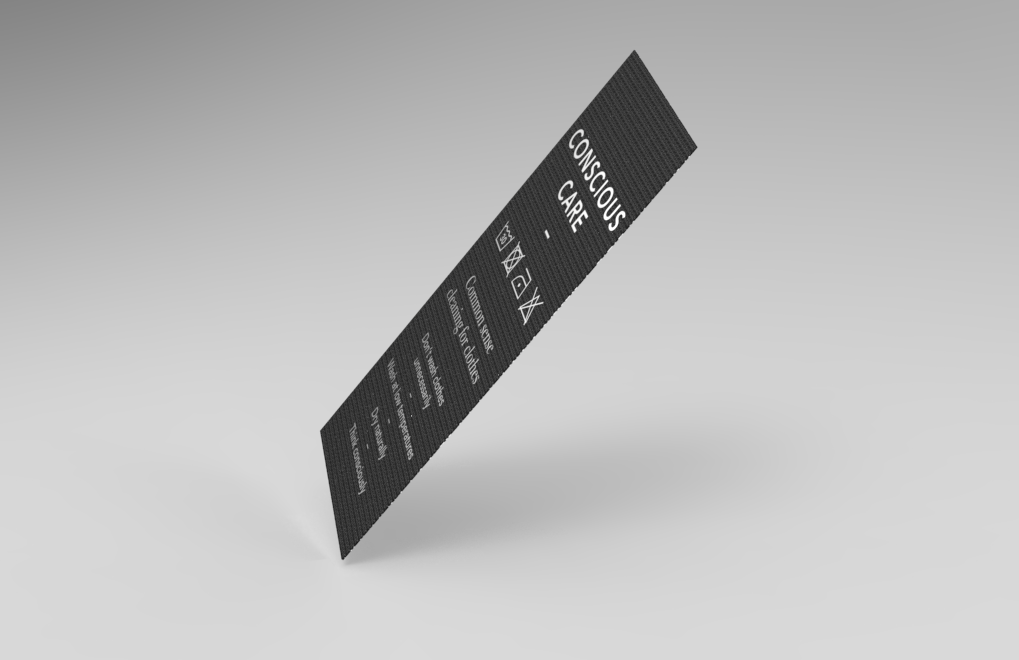 CONSCIOUS
CARE
-
30
Common sense
cleaning for clothes
Don't wash clothes
unnecessarily
-
Wash at low temperatures
-
Dry naturally
-
Think consciously